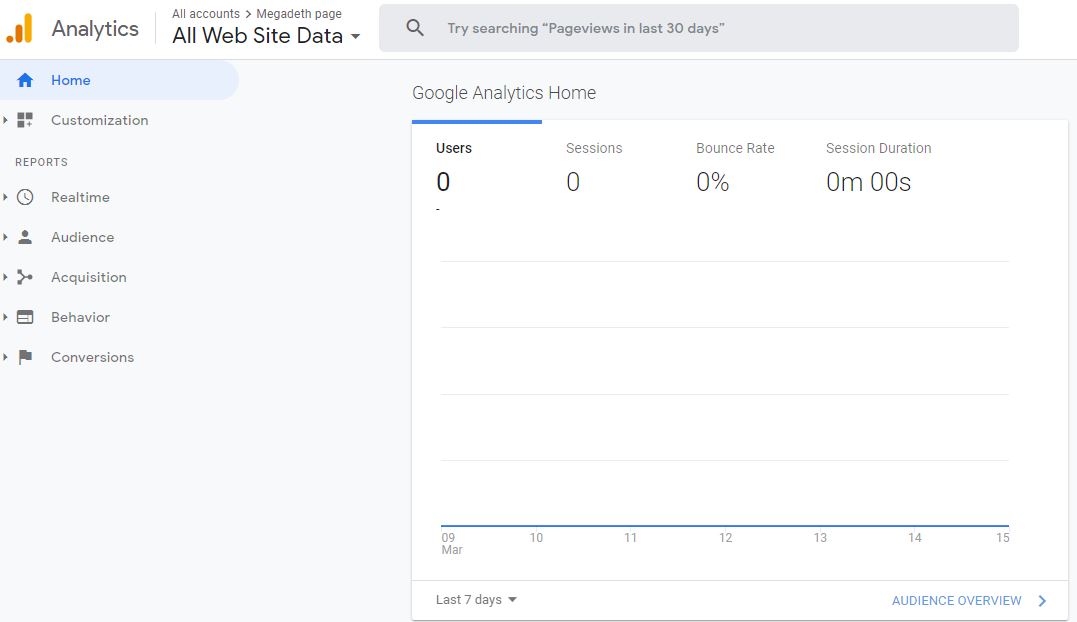 Analytics
All accounts > Megadeth page
All Web Site Data
Try searching “Pageviews in last 30 days”
Home
Customization
REPORTS
Realtime
Audience
Acquisition
Behavior
Conversions
Google Analytics Home
Users Sessions Bounce Rate Session Duration
0 0 0% 0m 00s
-
09 10 11 12 13 14 15
Mar
Last 7 days AUDIENCE OVERVIEW